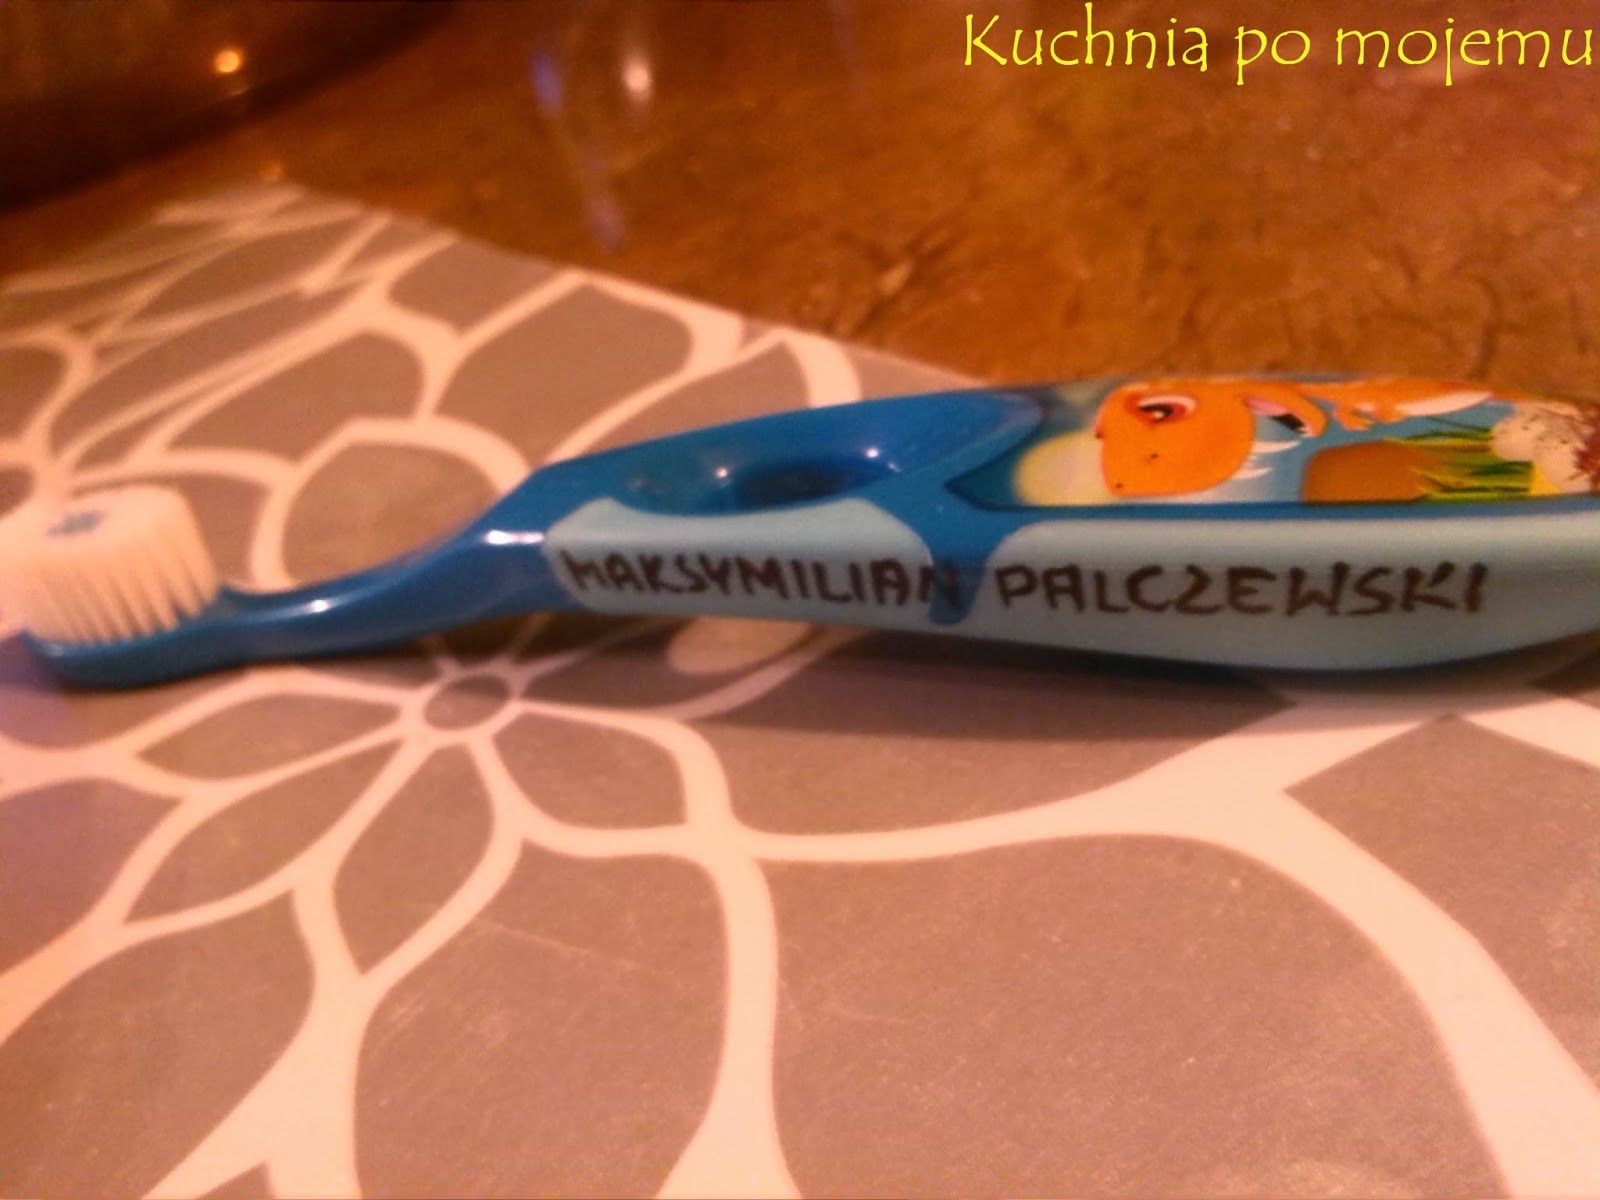 Kuchnia po mojemu
MAKSYMILIAN PALCZEWSKI